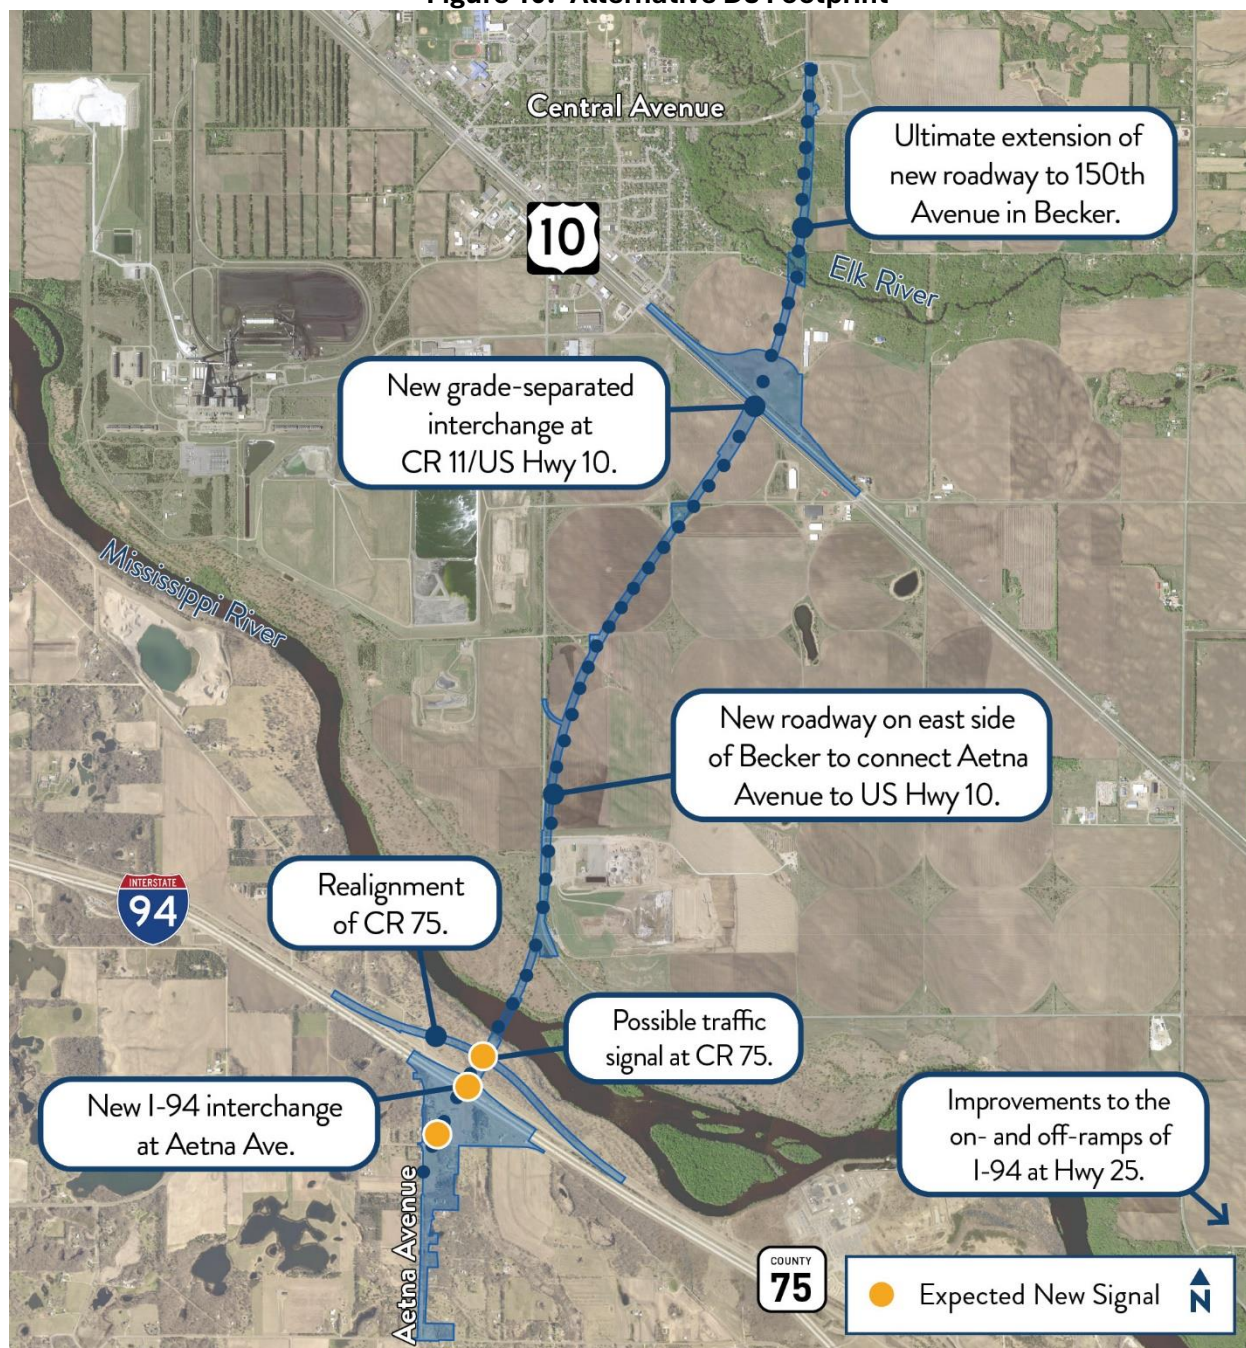 Central Avenue
Ultimate extension of
new roadway to 150th
Avenue in Becker.
10
Elk River
New grade-separated
interchange at
CR 11/US Hwy 10.
Mississippi River
New roadway on east side
of Becker to connect Aetna
Avenue to US Hwy 10.
Realignment
of CR 75.
INTERSTATE
94
Possible traffic
signal at CR 75.
New I-94 interchange
at Aetna Ave.
Improvements to the
on- and off-ramps of
I-94 at Hwy 25.
Aetna Avenue
COUNTY
75
Expected New Signal
N